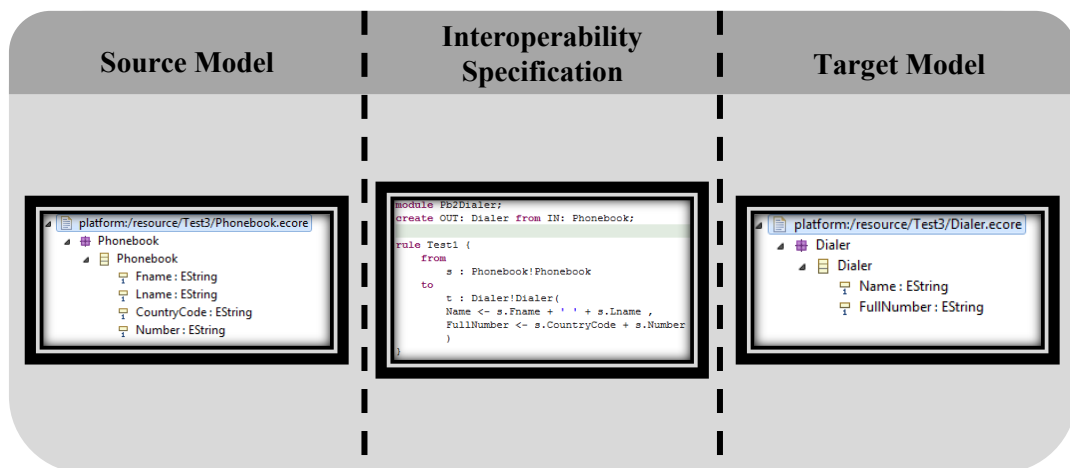 Source Model
Interoperability
Specification
Target Model
platform:/resource/Test3/Phonebook.ecore
Phonebook
Phonebook
Fname : EString
Lname : EString
CountryCode : EString
Number : EString
module Pb2Dialer;
create OUT: Dialer from IN: Phonebook;
rule Test1 {
from
s : Phonebook!Phonebook
to
t : Dialer!Dialer(
Name <- s.Fname + ' ' + s.Lname ,
FullNumber <- s.CountryCode + s.Number
)
}
platform:/resource/Test3/Dialer.ecore
Dialer
Dialer
Name : EString
FullNumber : EString